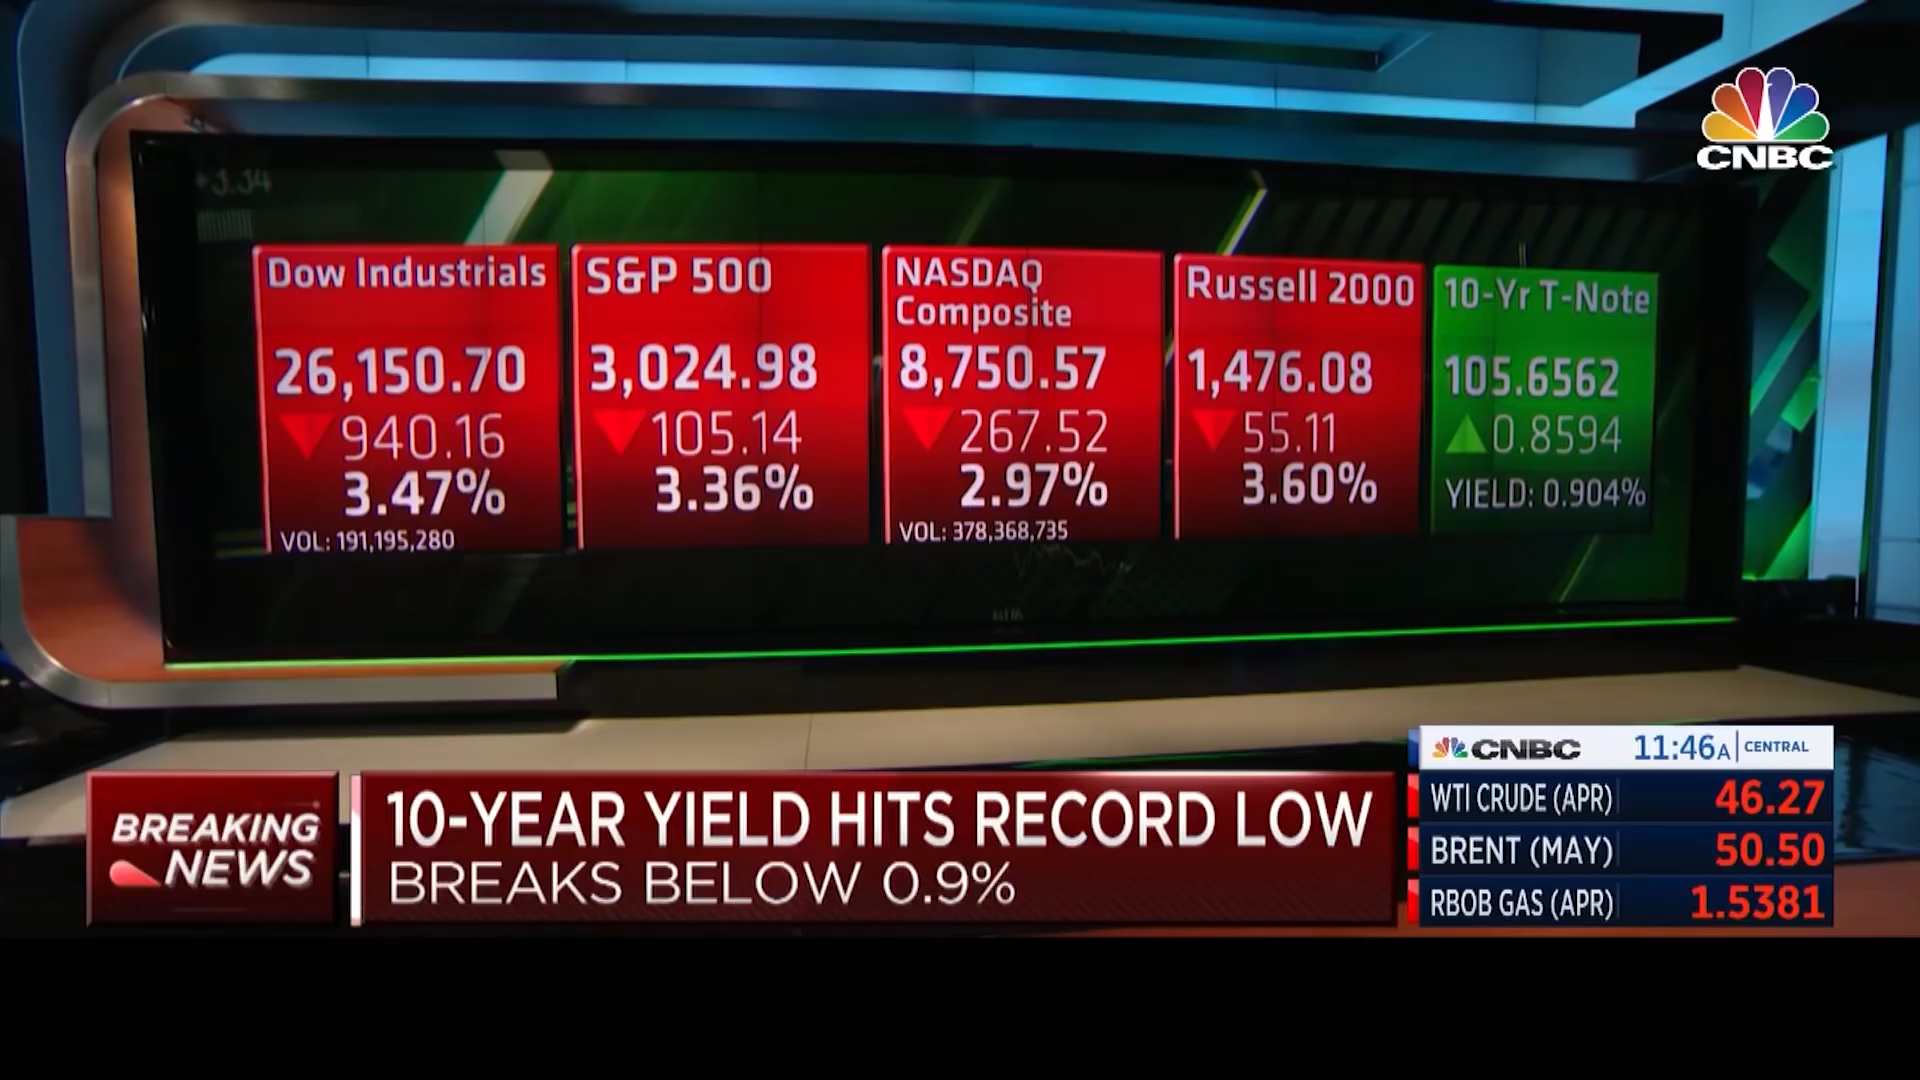 +3.34
CNBC
Dow Industrials
26,150.70
940.16
3.47%
VOL: 191,195,280
S&P 500
3,024.98
105.14
3.36%
NASDAQ
Composite
8,750.57
267.52
2.97%
VOL: 378,368,735
Russell 2000
1,476.08
55.11
3.60%
10-Yr T-Note
105.6562
0.8594
YIELD: 0.904%
BREAKING
NEWS
10-YEAR YIELD HITS RECORD LOW
BREAKS BELOW 0.9%
CNBC 11:46A CENTRAL
WTI CRUDE (APR) 46.27
BRENT (MAY) 50.50
RBOB GAS (APR) 1.5381